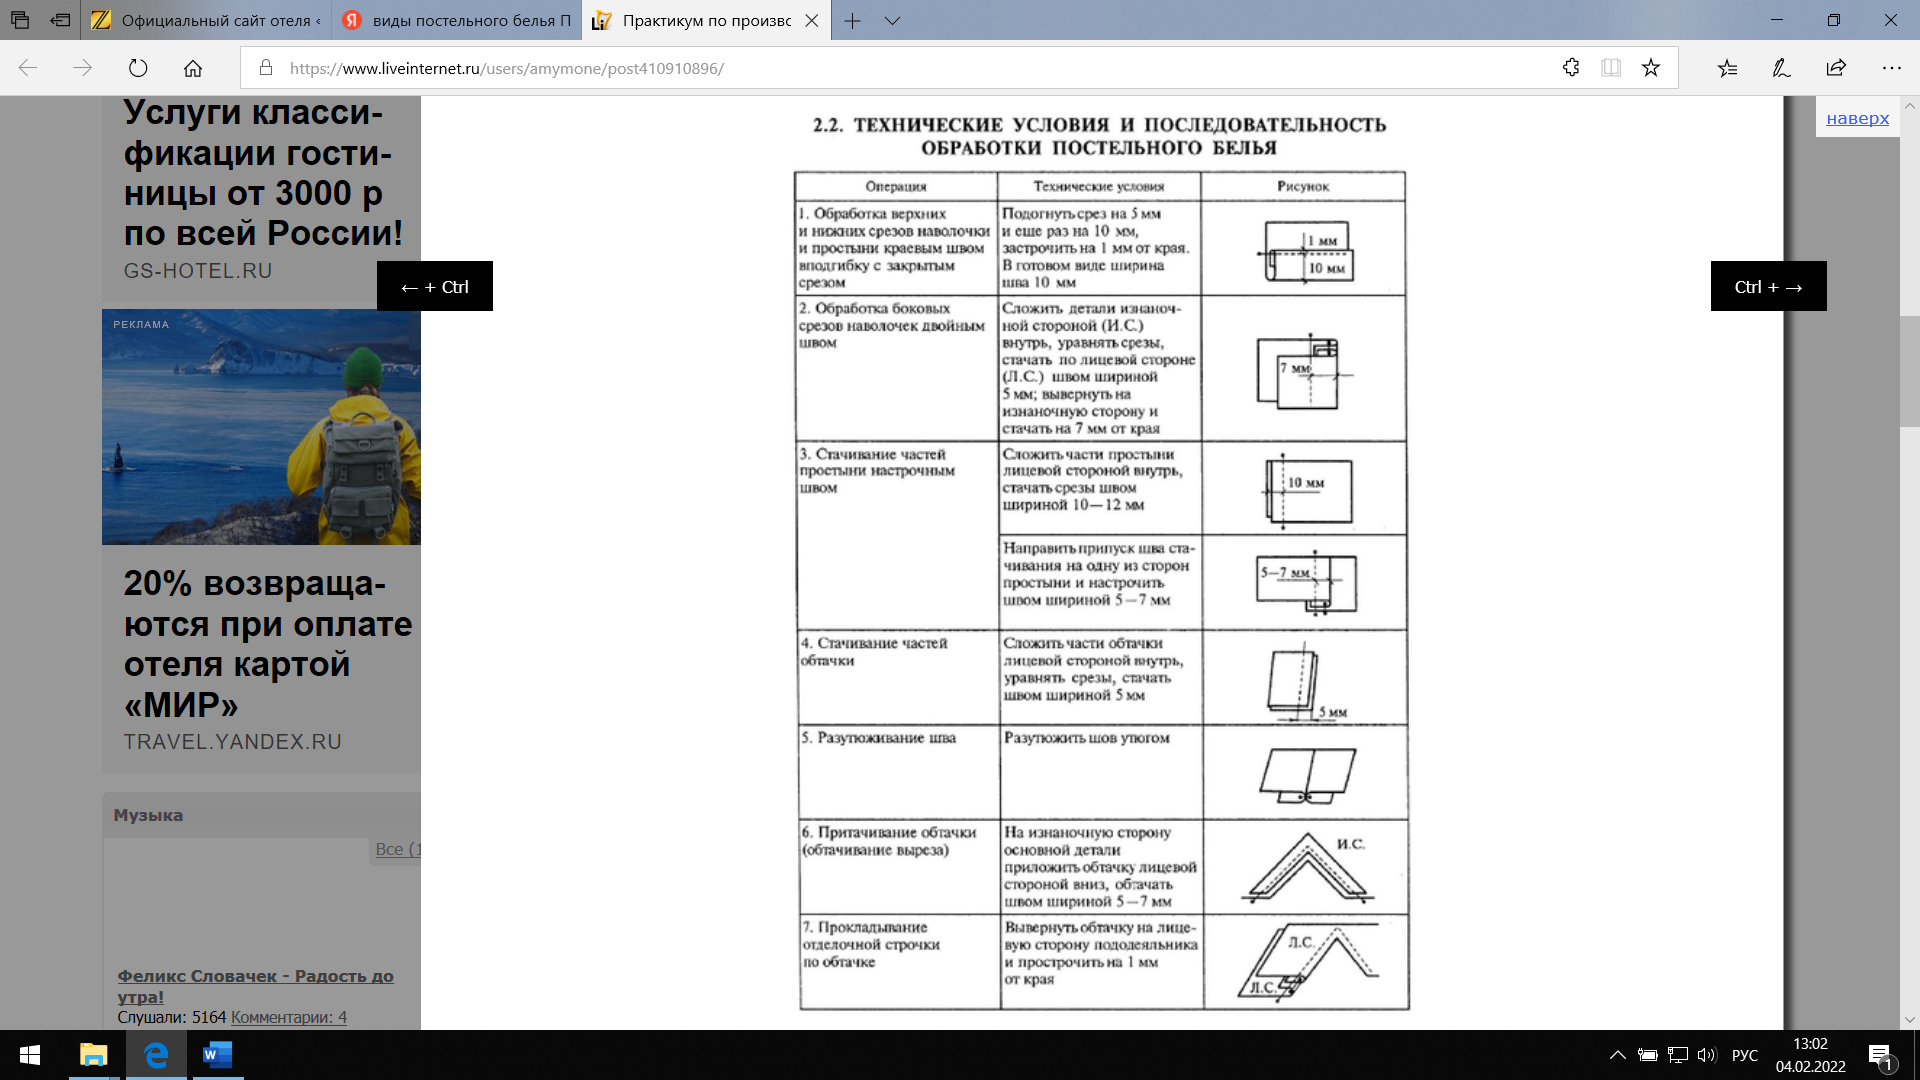 Официальный сайт отеля
виды постельного белья П
Практикум по произвс
https://www.liveinternet.ru/users/amymone/post410910896/
Услуги класси-
фикации гости-
ницы от 3000 р
по всей России!
GS-HOTEL.RU
РЕКЛАМА
20% возвраща-
ются при оплате
отеля картой
«МИР»
TRAVEL.YANDEX.RU
Музыка
Все (1
Феликс Словачек - Радость до
утра!
Слушали: 5164 Комментарии: 4
← + Ctrl
Ctrl + →
наверх
2.2. ТЕХНИЧЕСКИЕ УСЛОВИЯ И ПОСЛЕДОВАТЕЛЬНОСТЬ
ОБРАБОТКИ ПОСТЕЛЬНОГО БЕЛЬЯ
Операция
Технические условия
Рисунок
1. Обработка верхних
и нижних срезов наволочки
и простыни краевым швом
вподгибку с закрытым
срезом
Подогнуть срез на 5 мм
и еще раз на 10 мм,
застрочить на 1 мм от края.
В готовом виде ширина
шва 10 мм
1 мм
10 мм
2. Обработка боковых
срезов наволочек двойным
швом
Сложить детали изнаноч-
ной стороной (И.С.)
внутрь, уравнять срезы,
стачать по лицевой стороне
(Л.С.) швом шириной
5 мм; вывернуть на
изнаночную сторону и
стачать на 7 мм от края
7 мм
3. Стачивание частей
простыни настрочным
швом
Сложить части простыни
лицевой стороной внутрь,
стачать срезы швом
шириной 10—12 мм
10 мм
Направить припуск шва ста-
чивания на одну из сторон
простыни и настрочить
швом шириной 5—7 мм
5—7 мм
4. Стачивание частей
обтачки
Сложить части обтачки
лицевой стороной внутрь,
уравнять срезы, стачать
швом шириной 5 мм
5 мм
5. Разутюживание шва
Разутюжить шов утюгом
6. Притачивание обтачки
(обтачивание выреза)
На изнаночную сторону
основной детали
приложить обтачку лицевой
стороной вниз, обтачать
швом шириной 5—7 мм
И.С.
7. Прокладывание
отделочной строчки
по обтачке
Вывернуть обтачку на лице-
вую сторону пододеяльника
и прострочить на 1 мм
от края
Л.С.
Л.С.
РУС
13:02
04.02.2022
1